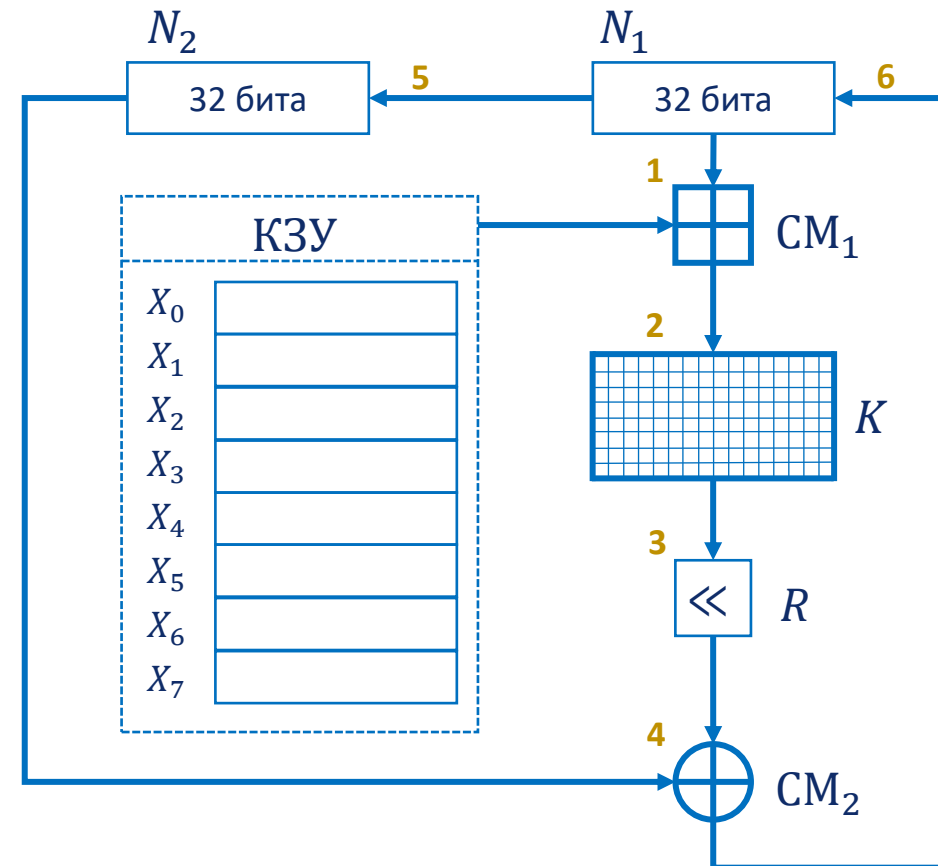 N₂
N₁
32 бита
5
32 бита
6
1
КЗУ
СМ₁
X₀
2
X₁
X₂
K
X₃
X₄
3
X₅
≪
R
X₆
X₇
4
СМ₂